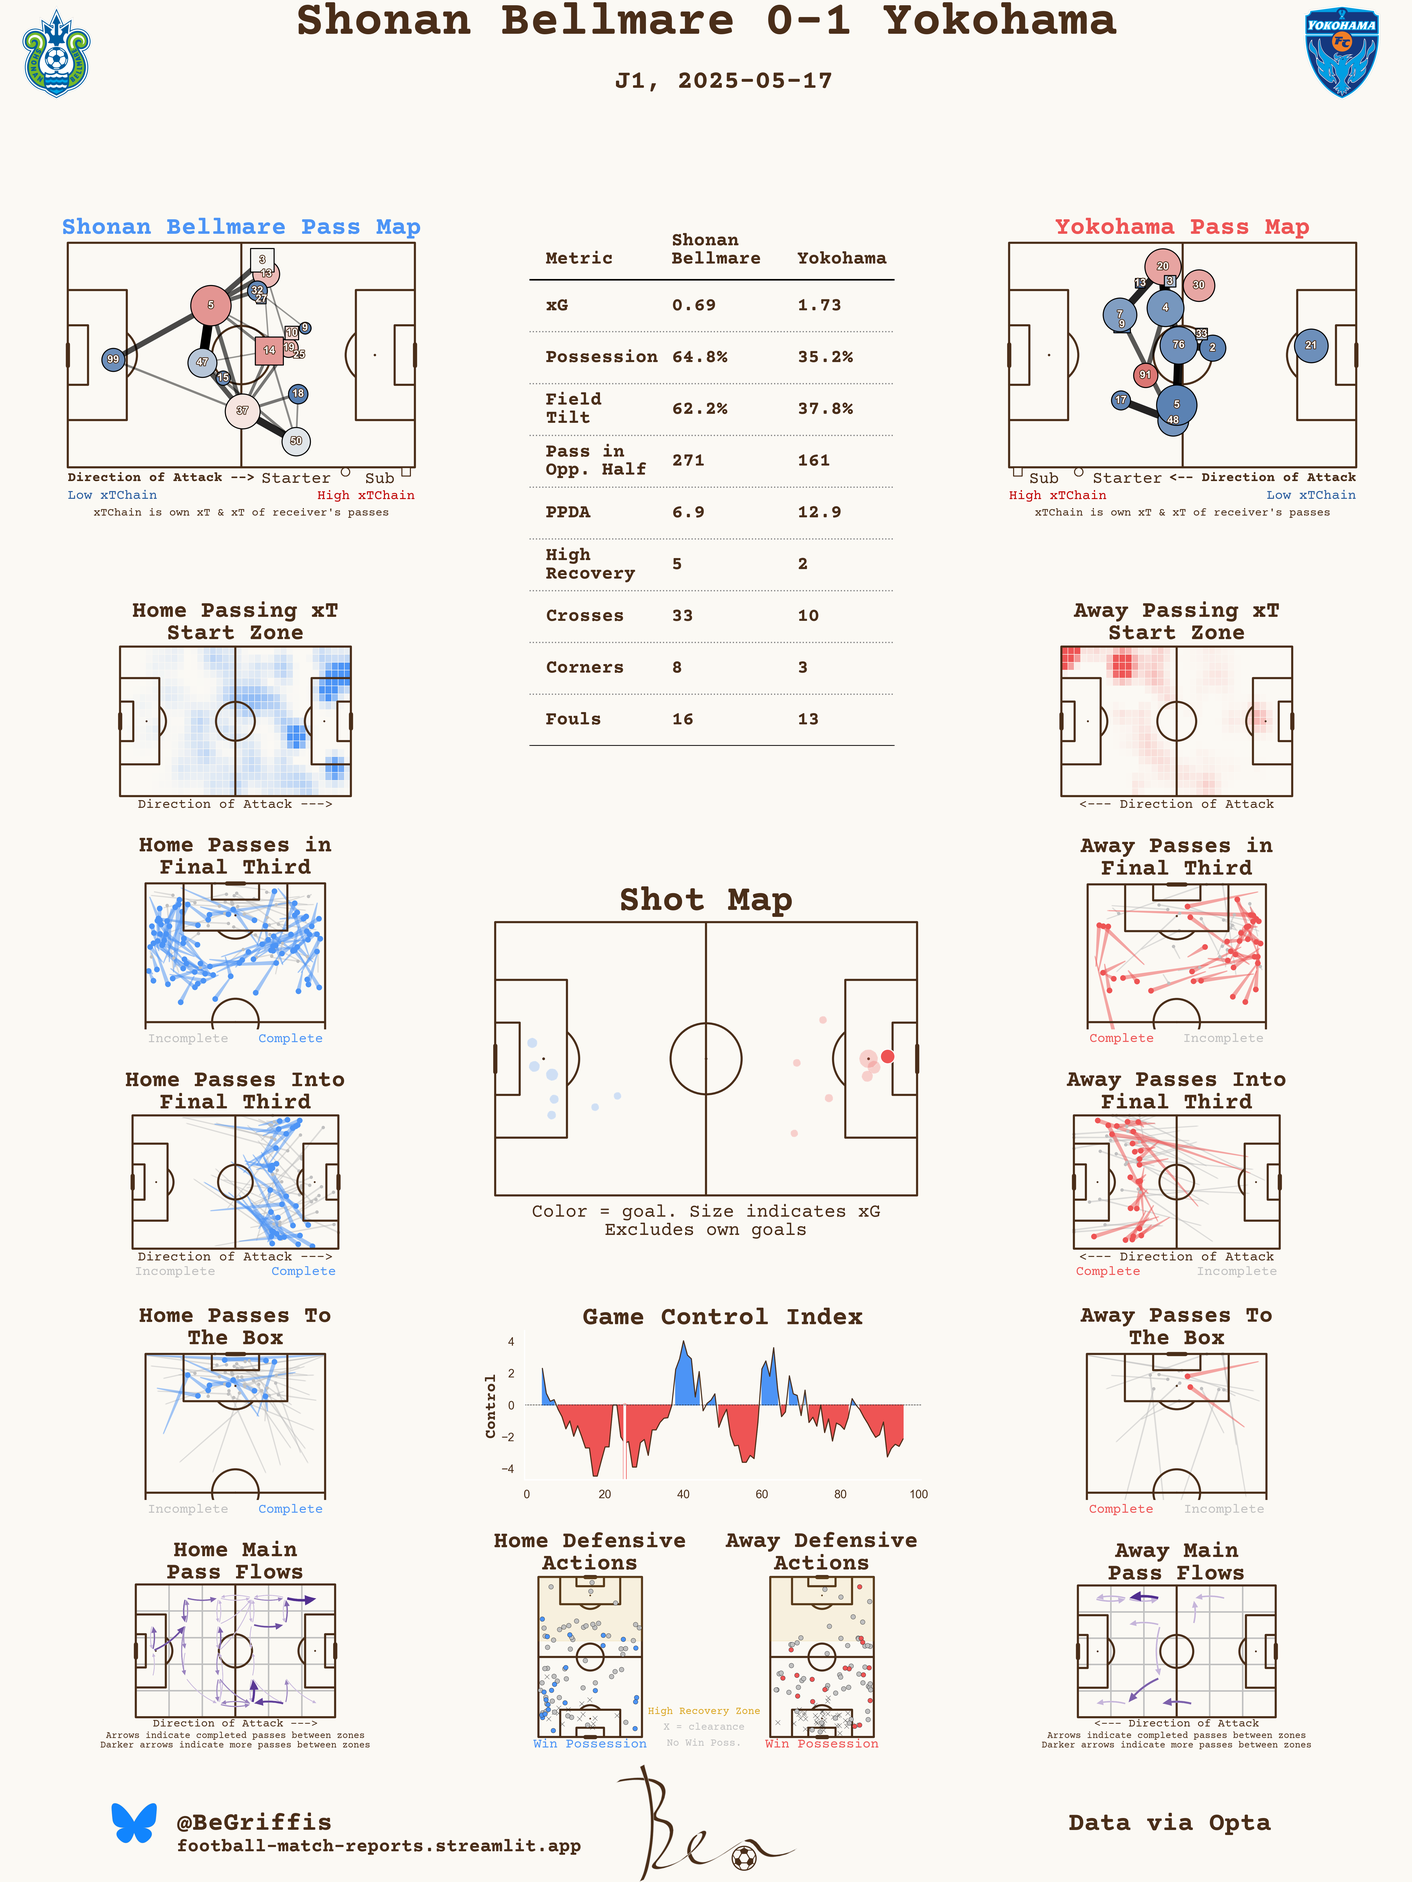 Shonan Bellmare 0-1 Yokohama
J1, 2025-05-17
YOKOHAMA
FC
Shonan Bellmare Pass Map
3
13
32
27
5
10
9
14
19
25
99
47
15
18
37
50
Direction of Attack --> Starter Sub
Low xTChain High xTChain
xTChain is own xT & xT of receiver's passes
Metric Shonan Bellmare Yokohama
xG 0.69 1.73
Possession 64.8% 35.2%
Field Tilt 62.2% 37.8%
Pass in Opp. Half 271 161
PPDA 6.9 12.9
High Recovery 5 2
Crosses 33 10
Corners 8 3
Fouls 16 13
Yokohama Pass Map
20
13
3
30
7
4
9
33
76
2
21
91
17
5
48
Sub Starter <-- Direction of Attack
High xTChain Low xTChain
xTChain is own xT & xT of receiver's passes
Home Passing xT
Start Zone
Direction of Attack --->
Away Passing xT
Start Zone
<--- Direction of Attack
Home Passes in
Final Third
Incomplete Complete
Away Passes in
Final Third
Complete Incomplete
Shot Map
Color = goal. Size indicates xG
Excludes own goals
Home Passes Into
Final Third
Direction of Attack --->
Incomplete Complete
Away Passes Into
Final Third
<--- Direction of Attack
Complete Incomplete
Home Passes To
The Box
Incomplete Complete
Game Control Index
Control
4
2
0
−2
−4
0 20 40 60 80 100
Away Passes To
The Box
Complete Incomplete
Home Main
Pass Flows
Direction of Attack --->
Arrows indicate completed passes between zones
Darker arrows indicate more passes between zones
Home Defensive
Actions
Win Possession
Away Defensive
Actions
Win Possession
High Recovery Zone
X = clearance
No Win Poss.
Away Main
Pass Flows
<--- Direction of Attack
Arrows indicate completed passes between zones
Darker arrows indicate more passes between zones
@BeGriffis
football-match-reports.streamlit.app
Ben
Data via Opta